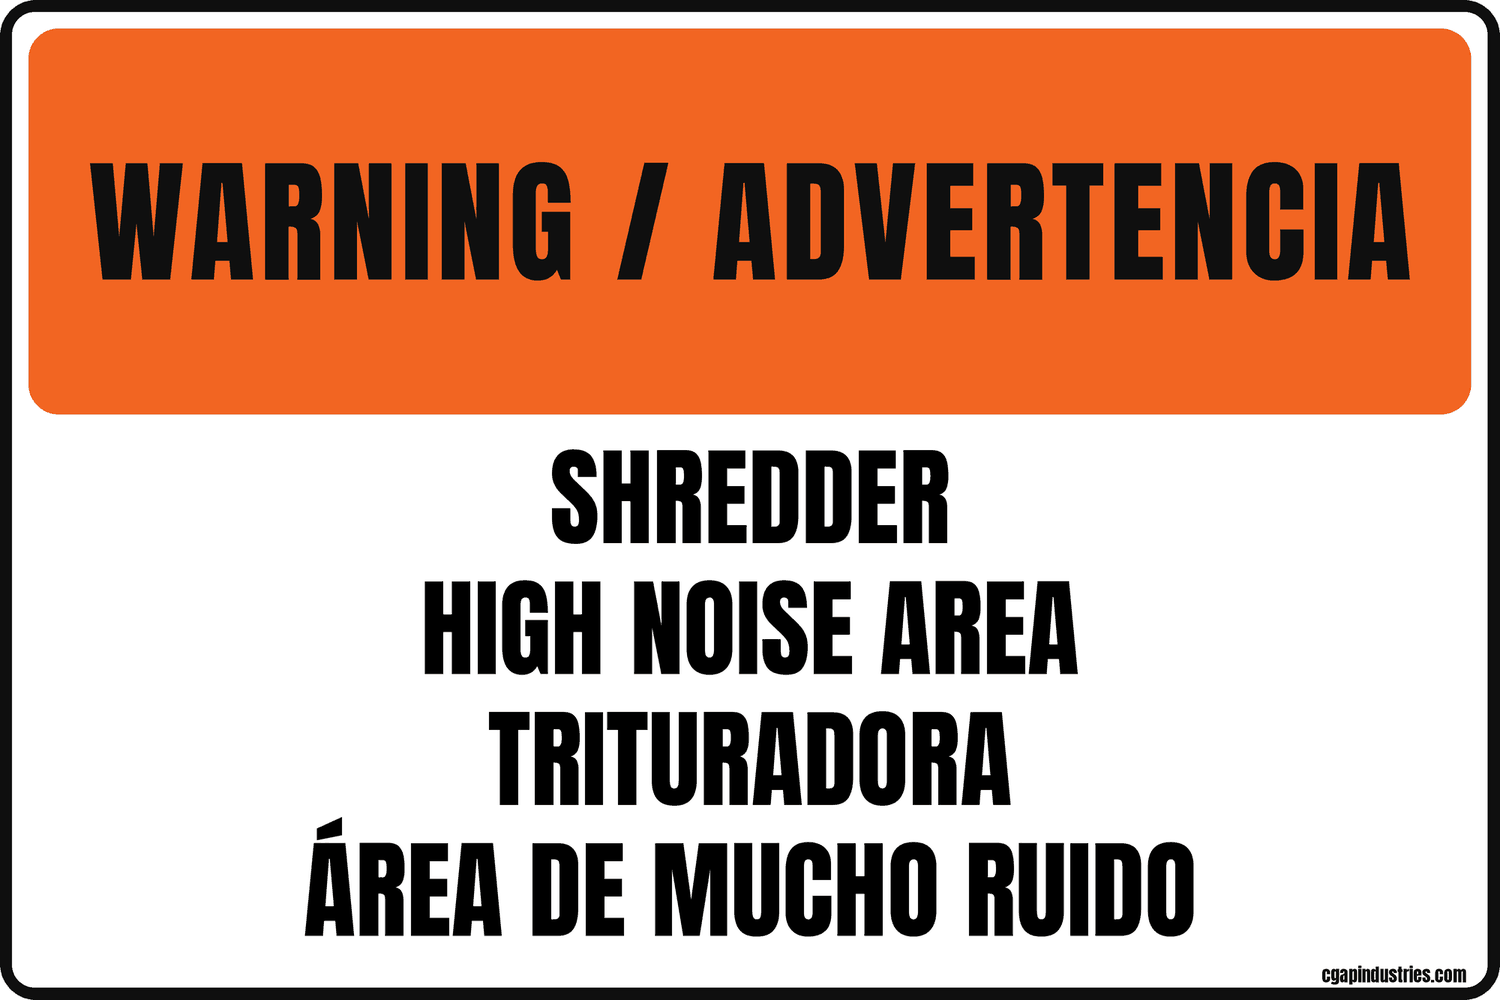 WARNING / ADVERTENCIA
SHREDDER
HIGH NOISE AREA
TRITURADORA
ÁREA DE MUCHO RUIDO
cgapindustries.com